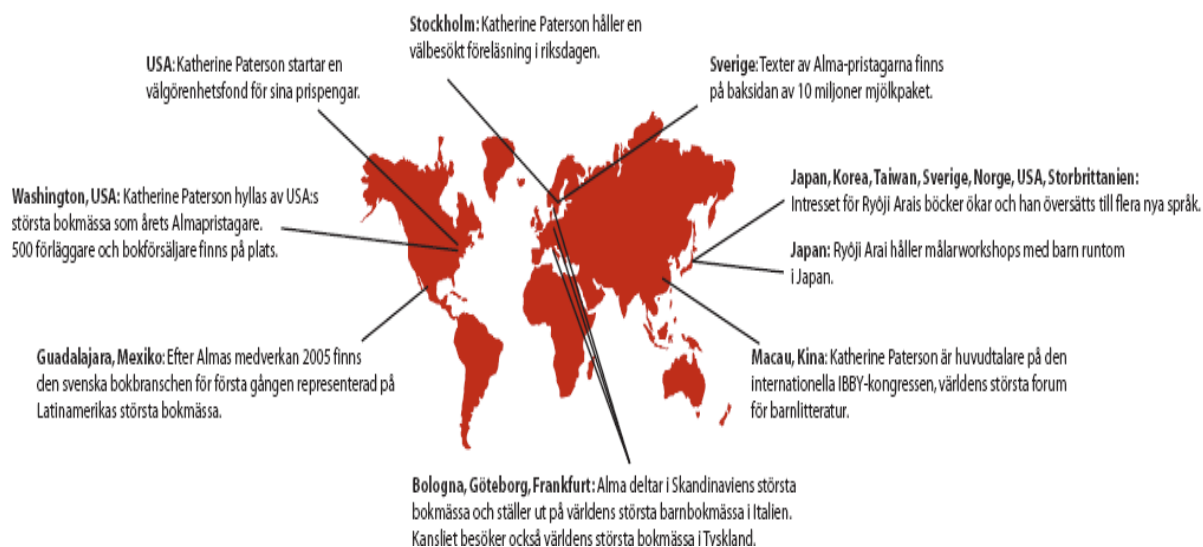 Stockholm: Katherine Paterson håller en
välbesökt föreläsning i riksdagen.
USA: Katherine Paterson startar en
välgörenhetsfond för sina prispengar.
Sverige: Texter av Alma-pristagarna finns
på baksidan av 10 miljoner mjölkpaket.
Washington, USA: Katherine Paterson hyllas av USA:s
största bokmässa som årets Almapristagare.
500 förläggare och bokförsäljare finns på plats.
Japan, Korea, Taiwan, Sverige, Norge, USA, Storbrittanien:
Intresset för Ryôji Arais böcker ökar och han översätts till flera nya språk.
Japan: Ryôji Arai håller målarworkshops med barn runtom
i Japan.
Guadalajara, Mexiko: Efter Almas medverkan 2005 finns
den svenska bokbranschen för första gången representerad på
Latinamerikas största bokmässa.
Macau, Kina: Katherine Paterson är huvudtalare på den
internationella IBBY-kongressen, världens största forum
för barnlitteratur.
Bologna, Göteborg, Frankfurt: Alma deltar i Skandinaviens största
bokmässa och ställer ut på världens största barnbokmässa i Italien.
Kansliet besöker också världens största bokmässa i Tyskland.